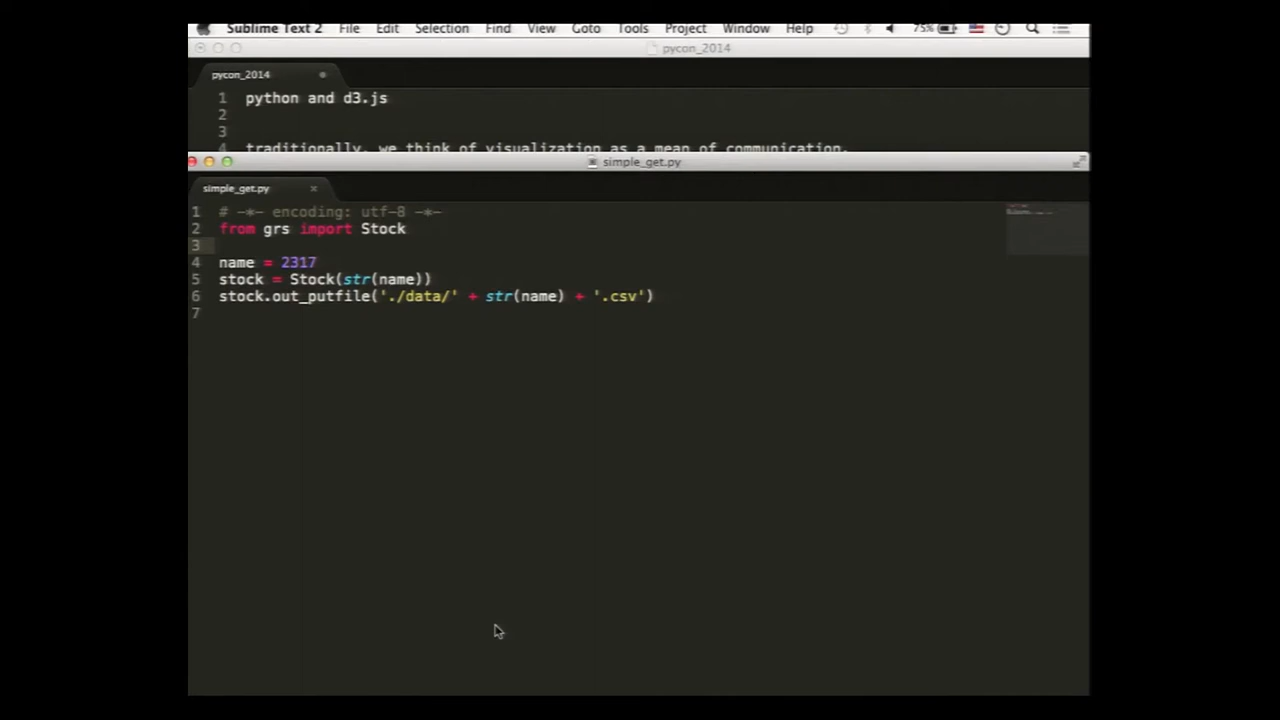 Sublime Text 2 File Edit Selection Find View Goto Tools Project Window Help 75%
pycon_2014
pycon_2014
1 python and d3.js
2
3
4 traditionally, we think of visualization as a mean of communication.
simple_get.py
simple_get.py
1 # -*- encoding: utf-8 -*-
2 from grs import Stock
3
4 name = 2317
5 stock = Stock(str(name))
6 stock.out_putfile('./data/' + str(name) + '.csv')
7